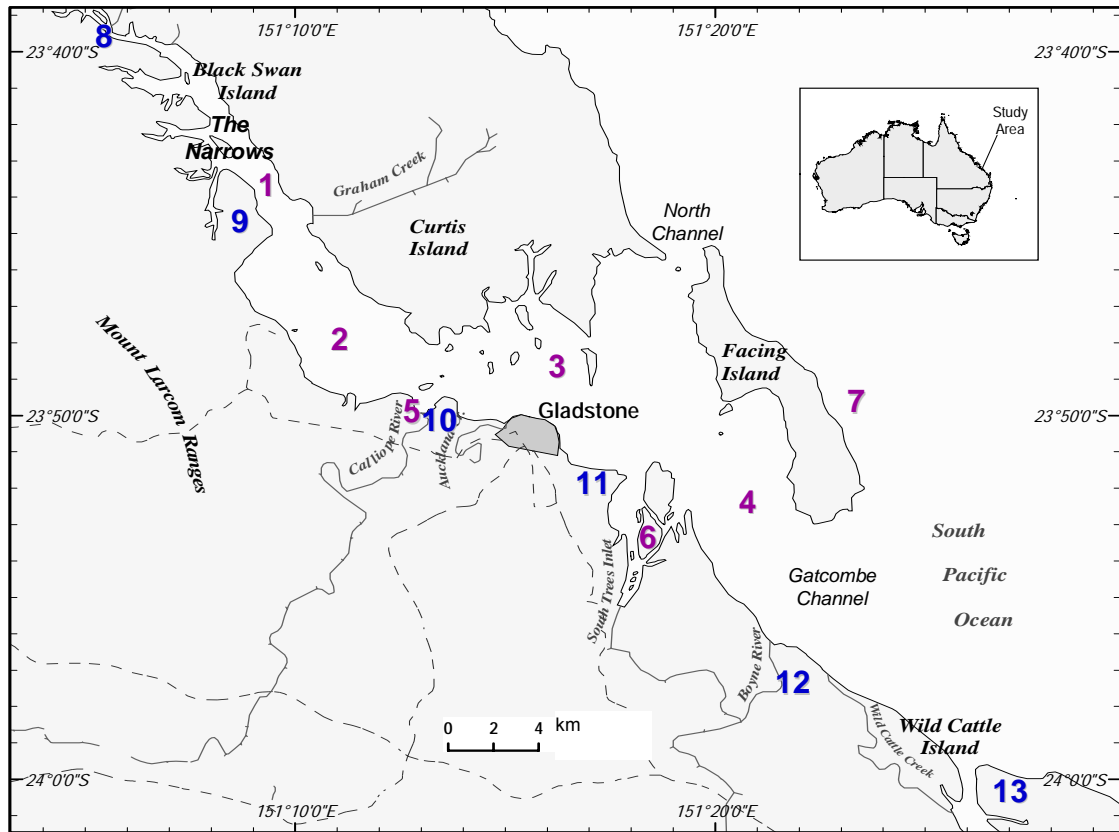 151°10'0"E
151°20'0"E
8
23°40'0"S
23°40'0"S
Black Swan
Island
The
Narrows
Study
Area
1
Graham Creek
9
Curtis
Island
North
Channel
2
Mount Larcom Ranges
3
Facing
Island
Gladstone
7
23°50'0"S
23°50'0"S
5
10
Calliope River
Auckland
11
4
6
South
Pacific
Ocean
Gatcombe
Channel
South Trees Inlet
Boyne River
12
Wild Cattle
Island
Wild Cattle Creek
0 2 4 km
24°0'0"S
24°0'0"S
13
151°10'0"E
151°20'0"E